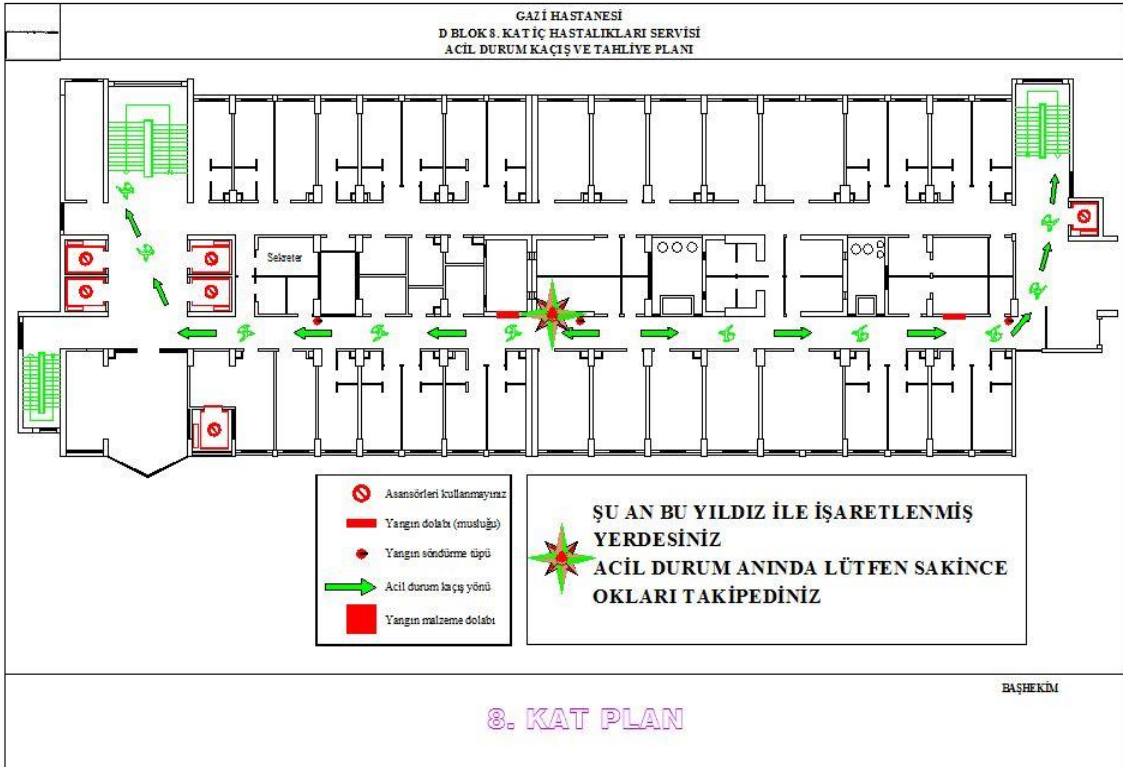 GAZİ HASTANESİ
D BLOK 8. KAT İÇ HASTALIKLARI SERVİSİ
ACİL DURUM KAÇIŞ VE TAHLİYE PLANI
Sekreter
Asansörleri kullanmayınız
Yangın dolabı (musluğu)
Yangın söndürme tüpü
Acil durum kaçış yönü
Yangın malzeme dolabı
ŞU AN BU YILDIZ İLE İŞARETLENMİŞ
YERDESİNİZ
ACİL DURUM ANINDA LÜTFEN SAKİNCE
OKLARI TAKİPEDİNİZ
BAŞHEKİM
8. KAT PLAN